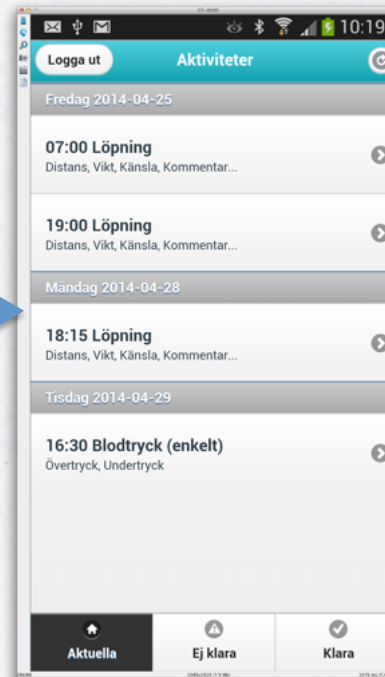 10:19
Logga ut
Aktiviteter
Fredag 2014-04-25
07:00 Löpning
Distans, Vikt, Känsla, Kommentar...
19:00 Löpning
Distans, Vikt, Känsla, Kommentar...
Måndag 2014-04-28
18:15 Löpning
Distans, Vikt, Känsla, Kommentar...
Tisdag 2014-04-29
16:30 Blodtryck (enkelt)
Övertryck, Undertryck
Aktuella
Ej klara
Klara